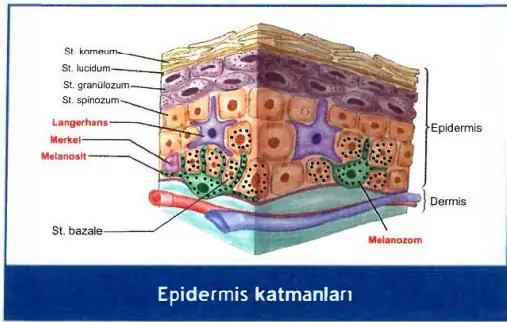 St. korneum
St. lucidum
St. granülozum
St. spinozum
Langerhans
Merkel
Melanosit
St. bazale
Epidermis
Dermis
Melanozom
Epidermis katmanları